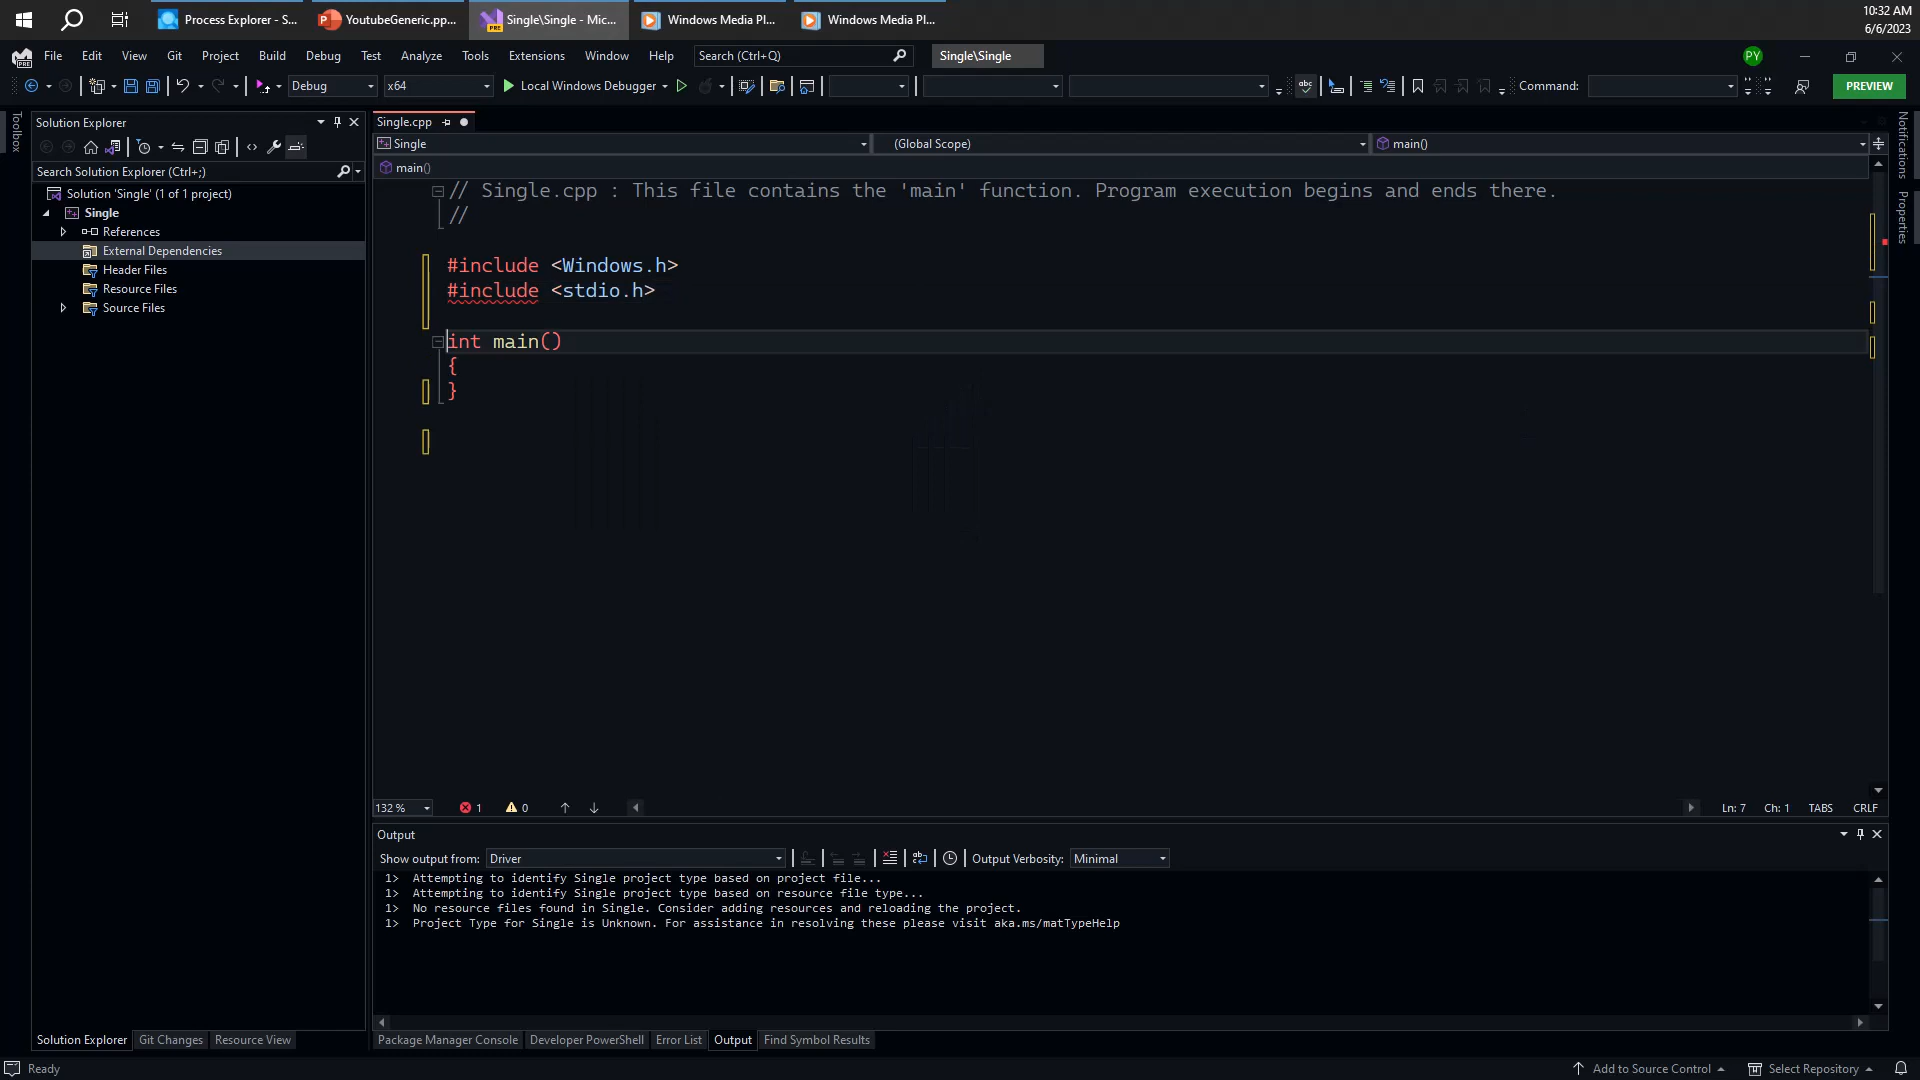 Process Explorer - S...
YoutubeGeneric.pp...
Single\Single - Mic...
Windows Media Pl...
Windows Media Pl...
10:32 AM
6/6/2023
File Edit View Git Project Build Debug Test Analyze Tools Extensions Window Help Search (Ctrl+Q) Single\Single PY
Debug x64 Local Windows Debugger Command: PREVIEW
Toolbox
Solution Explorer
Search Solution Explorer (Ctrl+;)
Solution 'Single' (1 of 1 project)
Single
References
External Dependencies
Header Files
Resource Files
Source Files
Solution Explorer Git Changes Resource View
Single.cpp
Single (Global Scope) main()
main()
// Single.cpp : This file contains the 'main' function. Program execution begins and ends there.
//
#include <Windows.h>
#include <stdio.h>
int main()
{
}
132 % 1 0 Ln: 7 Ch: 1 TABS CRLF
Output
Show output from: Driver Output Verbosity: Minimal
1> Attempting to identify Single project type based on project file...
1> Attempting to identify Single project type based on resource file type...
1> No resource files found in Single. Consider adding resources and reloading the project.
1> Project Type for Single is Unknown. For assistance in resolving these please visit aka.ms/matTypeHelp
Package Manager Console Developer PowerShell Error List Output Find Symbol Results
Notifications
Properties
Ready Add to Source Control Select Repository